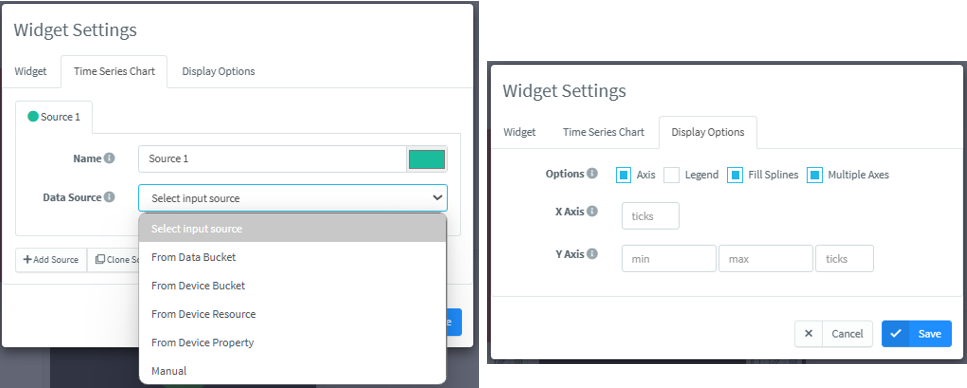 Widget Settings
Widget Time Series Chart Display Options
Source 1
Name Source 1
Data Source Select input source
Select input source
From Data Bucket
From Device Bucket
From Device Resource
From Device Property
Manual
Add Source Clone
Widget Settings
Widget Time Series Chart Display Options
Options Axis Legend Fill Splines Multiple Axes
X Axis ticks
Y Axis min max ticks
Cancel Save